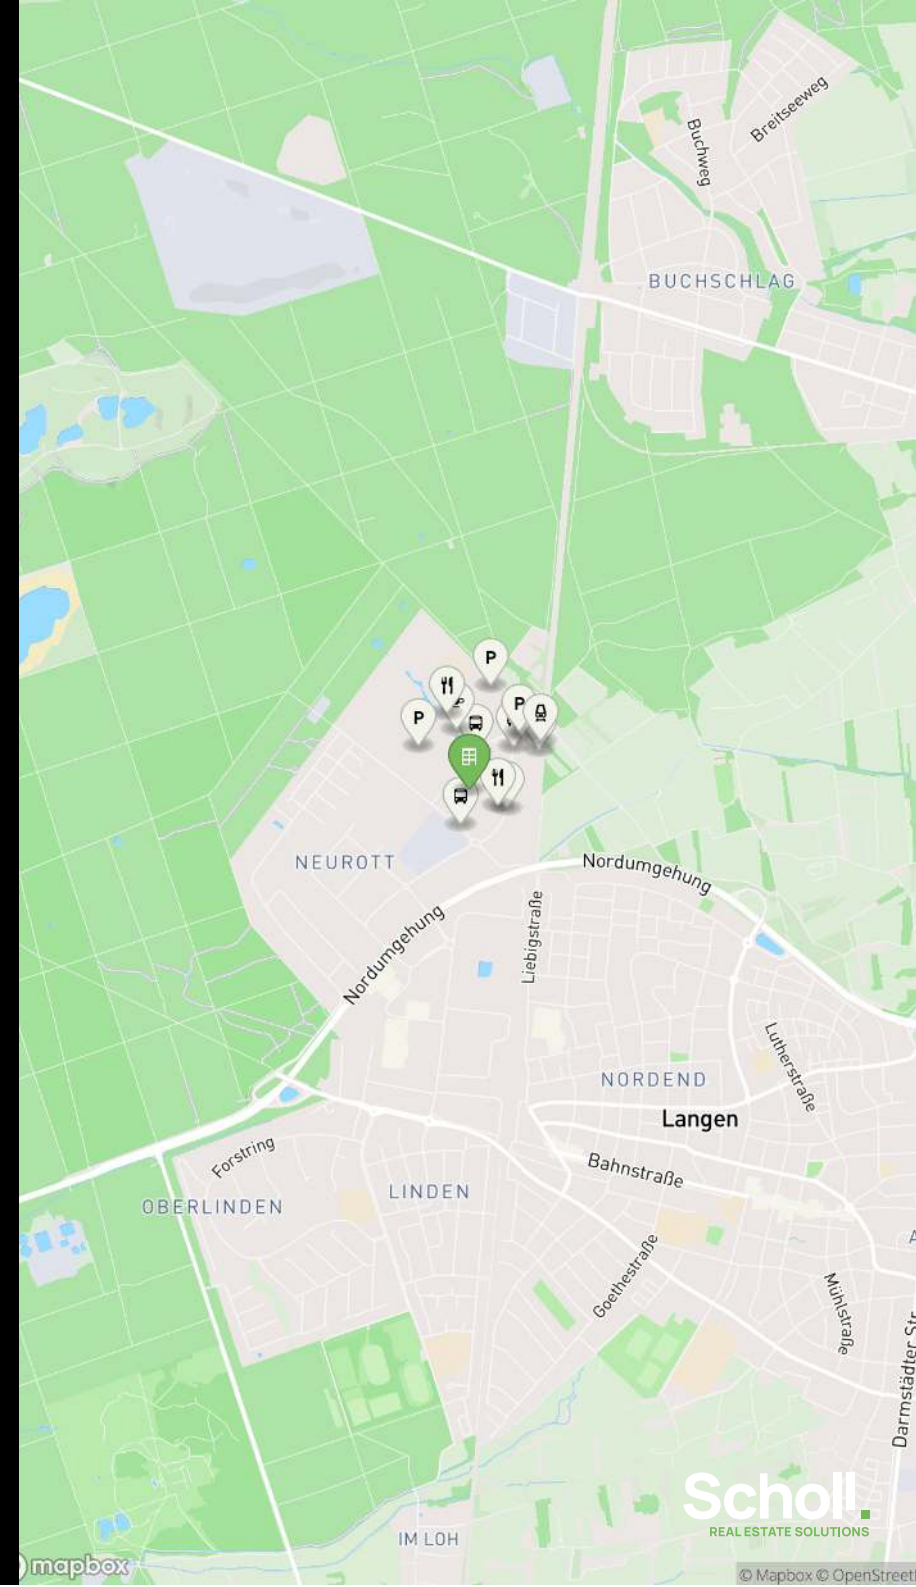 Breitseeweg
Buchweg
BUCHSCHLAG
P
P
P
NEUROTT
Nordumgehung
Nordumgehung
Liebigstraße
Lutherstraße
NORDEND
Langen
Forstring
Bahnstraße
LINDEN
OBERLINDEN
A
Goethestraße
Mühlstraße
Darmstädter Str
Scholl.
REAL ESTATE SOLUTIONS
IM LOH
mapbox
© Mapbox © OpenStreet